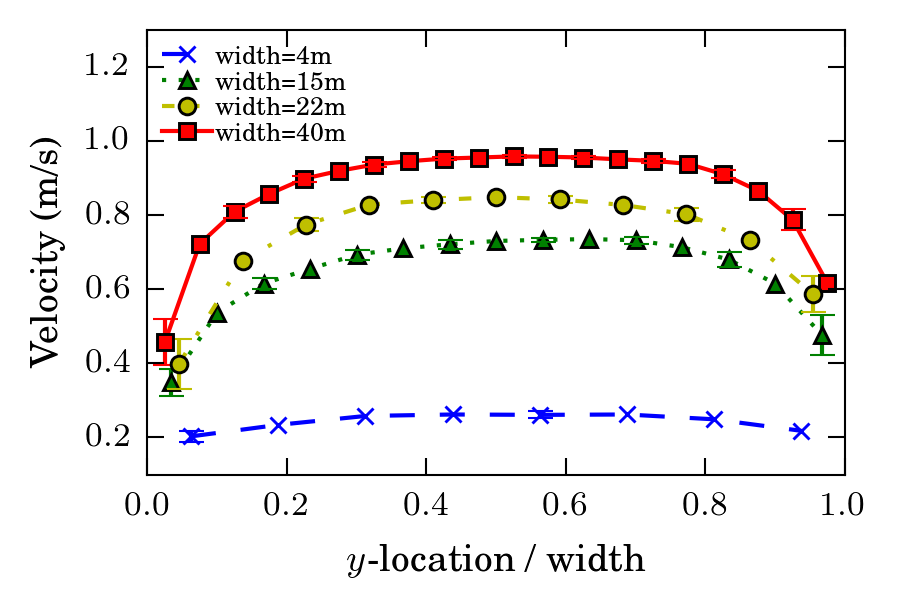 width=4m
width=15m
width=22m
width=40m
Velocity (m/s)
1.2
1.0
0.8
0.6
0.4
0.2
0.0 0.2 0.4 0.6 0.8 1.0
y-location / width